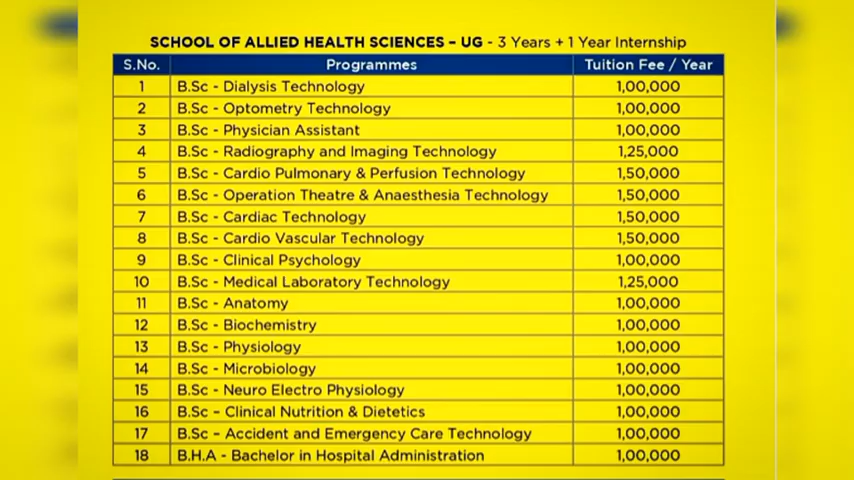 SCHOOL OF ALLIED HEALTH SCIENCES – UG - 3 Years + 1 Year Internship
S.No. Programmes Tuition Fee / Year
1 B.Sc - Dialysis Technology 1,00,000
2 B.Sc - Optometry Technology 1,00,000
3 B.Sc - Physician Assistant 1,00,000
4 B.Sc - Radiography and Imaging Technology 1,25,000
5 B.Sc - Cardio Pulmonary & Perfusion Technology 1,50,000
6 B.Sc - Operation Theatre & Anaesthesia Technology 1,50,000
7 B.Sc - Cardiac Technology 1,50,000
8 B.Sc - Cardio Vascular Technology 1,50,000
9 B.Sc - Clinical Psychology 1,00,000
10 B.Sc - Medical Laboratory Technology 1,25,000
11 B.Sc - Anatomy 1,00,000
12 B.Sc - Biochemistry 1,00,000
13 B.Sc - Physiology 1,00,000
14 B.Sc - Microbiology 1,00,000
15 B.Sc - Neuro Electro Physiology 1,00,000
16 B.Sc – Clinical Nutrition & Dietetics 1,00,000
17 B.Sc – Accident and Emergency Care Technology 1,00,000
18 B.H.A - Bachelor in Hospital Administration 1,00,000